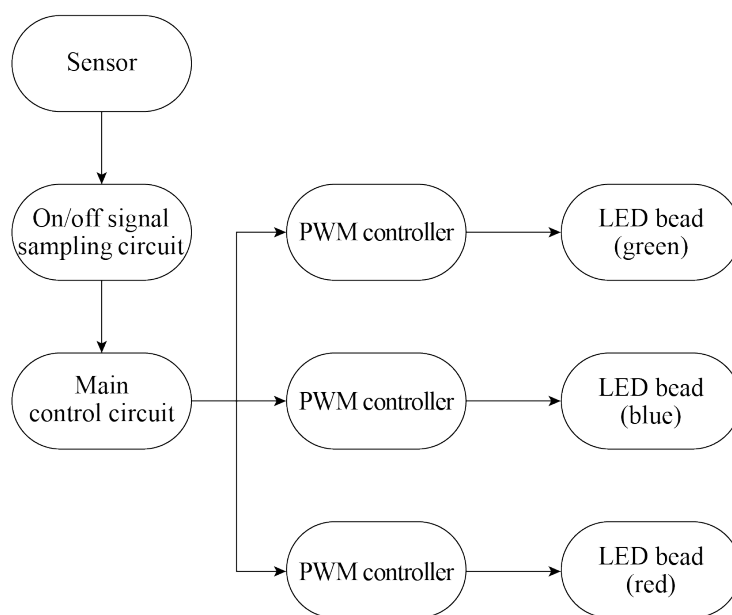 Sensor
On/off signal
sampling circuit
Main
control circuit
PWM controller
LED bead
(green)
PWM controller
LED bead
(blue)
PWM controller
LED bead
(red)